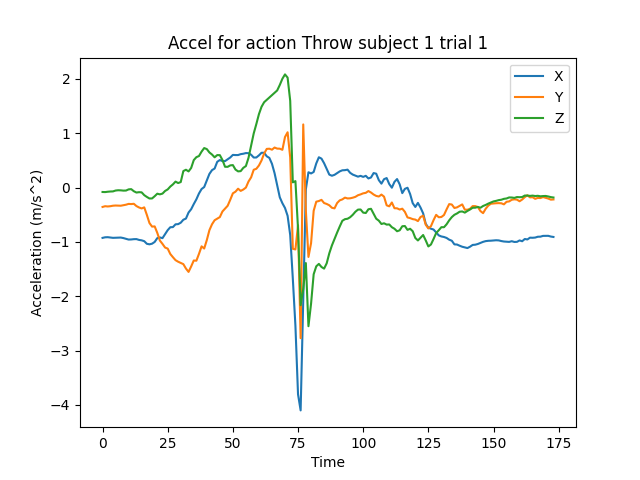 Accel for action Throw subject 1 trial 1
X
Y
Z
2
1
0
−1
−2
−3
−4
Acceleration (m/s^2)
0 25 50 75 100 125 150 175
Time